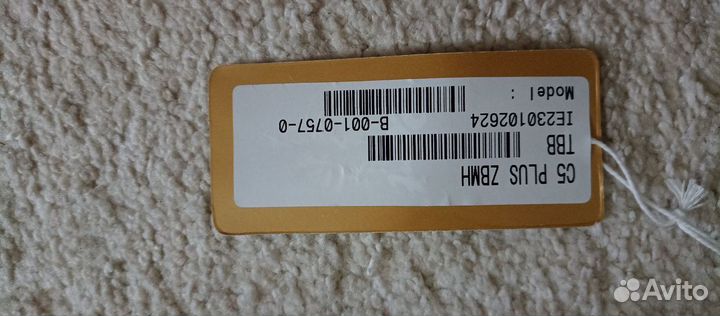 C5 PLUS ZBMH
TBB
IE230102624 B-001-0757-0
Model :
Avito